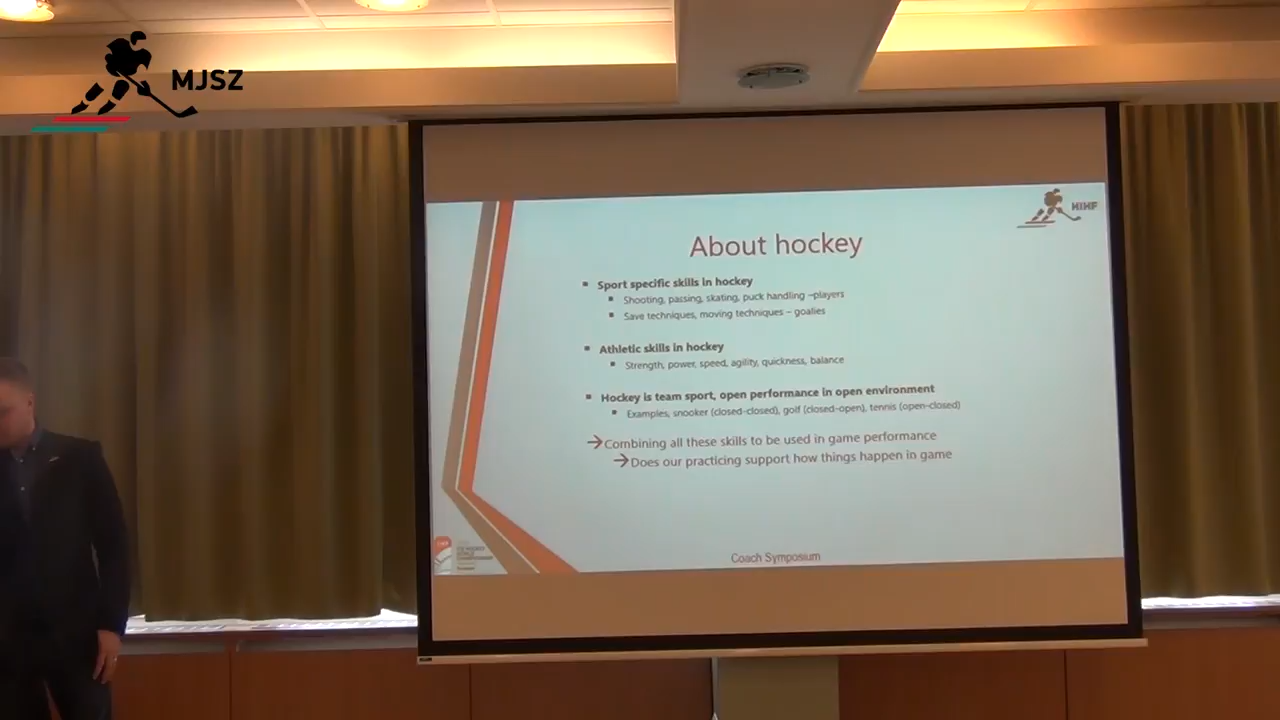 MJSZ
HIHF
About hockey
Sport specific skills in hockey
Shooting, passing, skating, puck handling –players
Save techniques, moving techniques – goalies
Athletic skills in hockey
Strength, power, speed, agility, quickness, balance
Hockey is team sport, open performance in open environment
Examples, snooker (closed-closed), golf (closed-open), tennis (open-closed)
→Combining all these skills to be used in game performance
→Does our practicing support how things happen in game
Coach Symposium